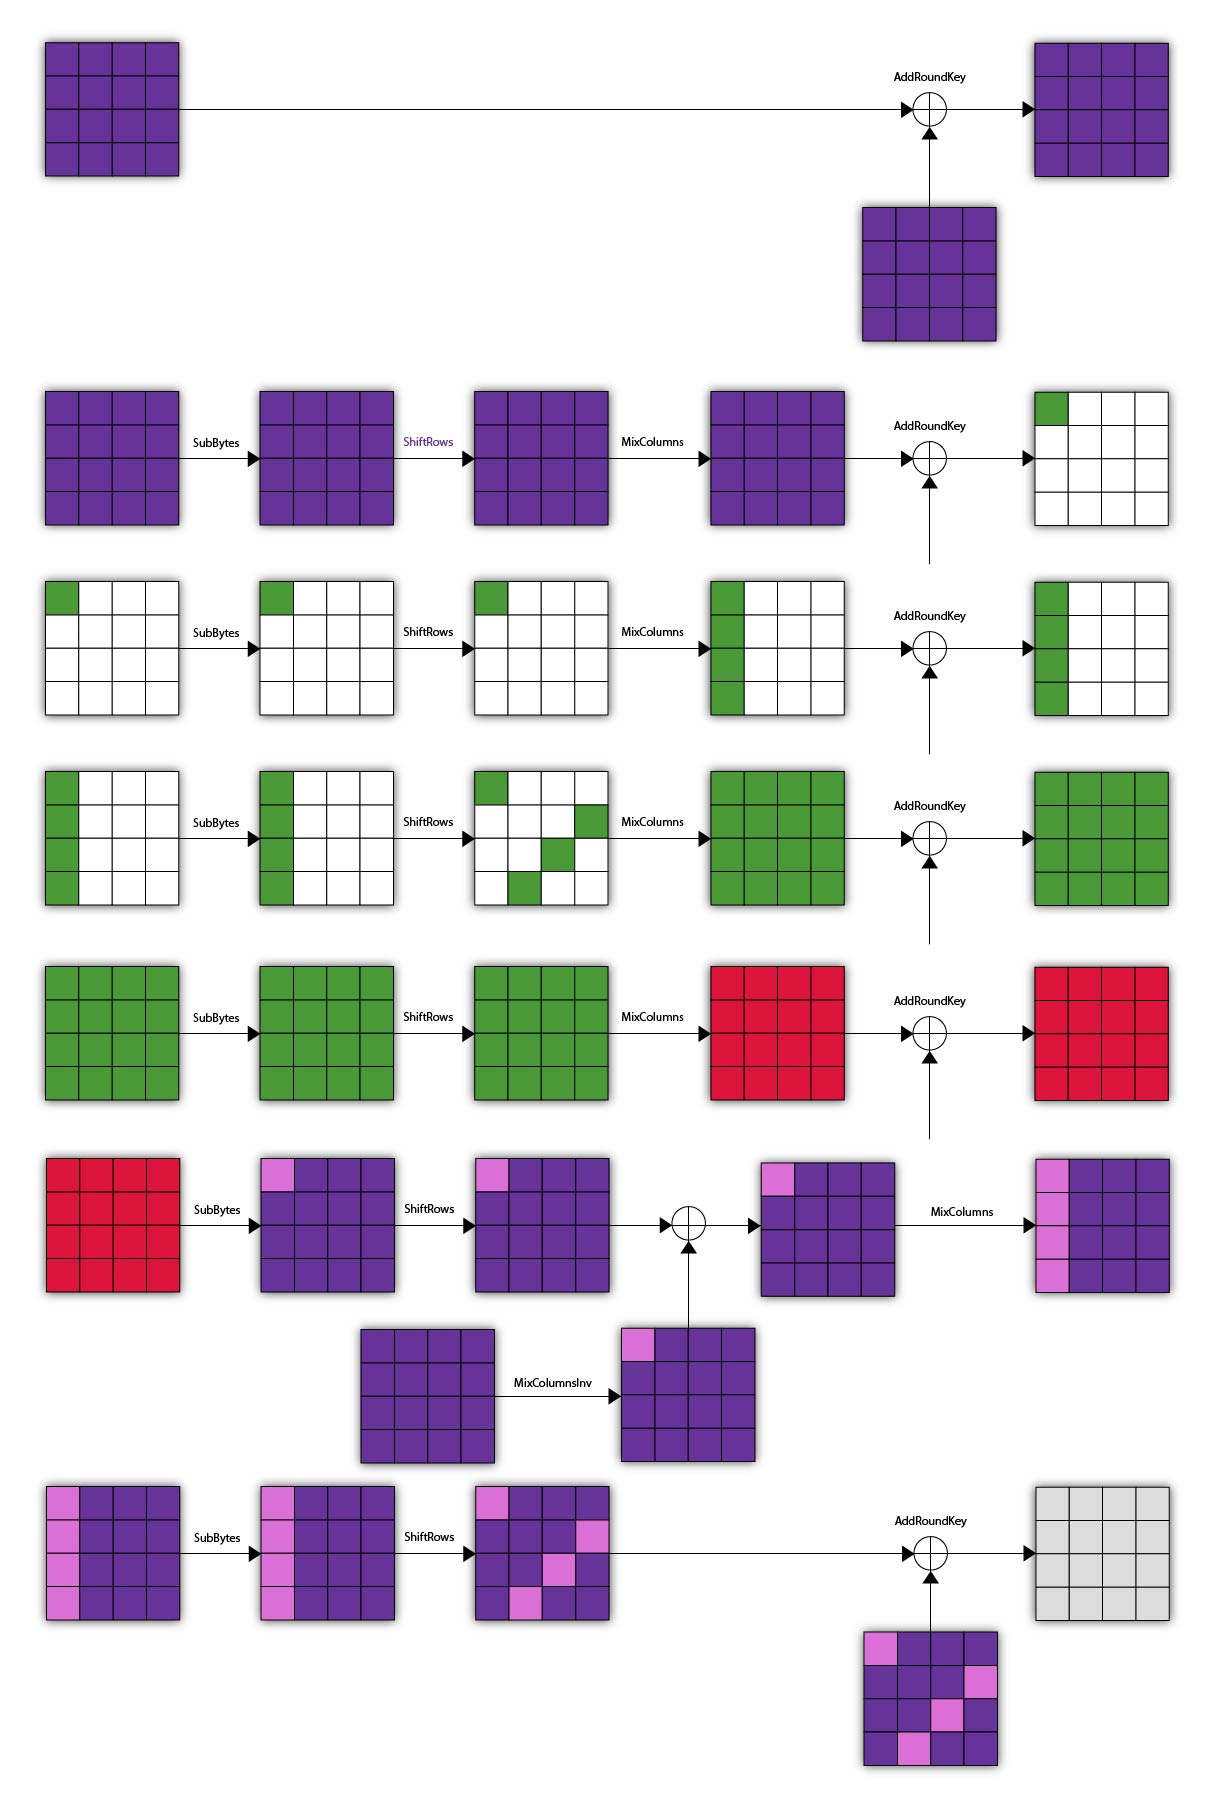 AddRoundKey
SubBytes
ShiftRows
MixColumns
AddRoundKey
SubBytes
ShiftRows
MixColumns
AddRoundKey
SubBytes
ShiftRows
MixColumns
AddRoundKey
SubBytes
ShiftRows
MixColumns
AddRoundKey
SubBytes
ShiftRows
MixColumns
MixColumnsInv
SubBytes
ShiftRows
AddRoundKey